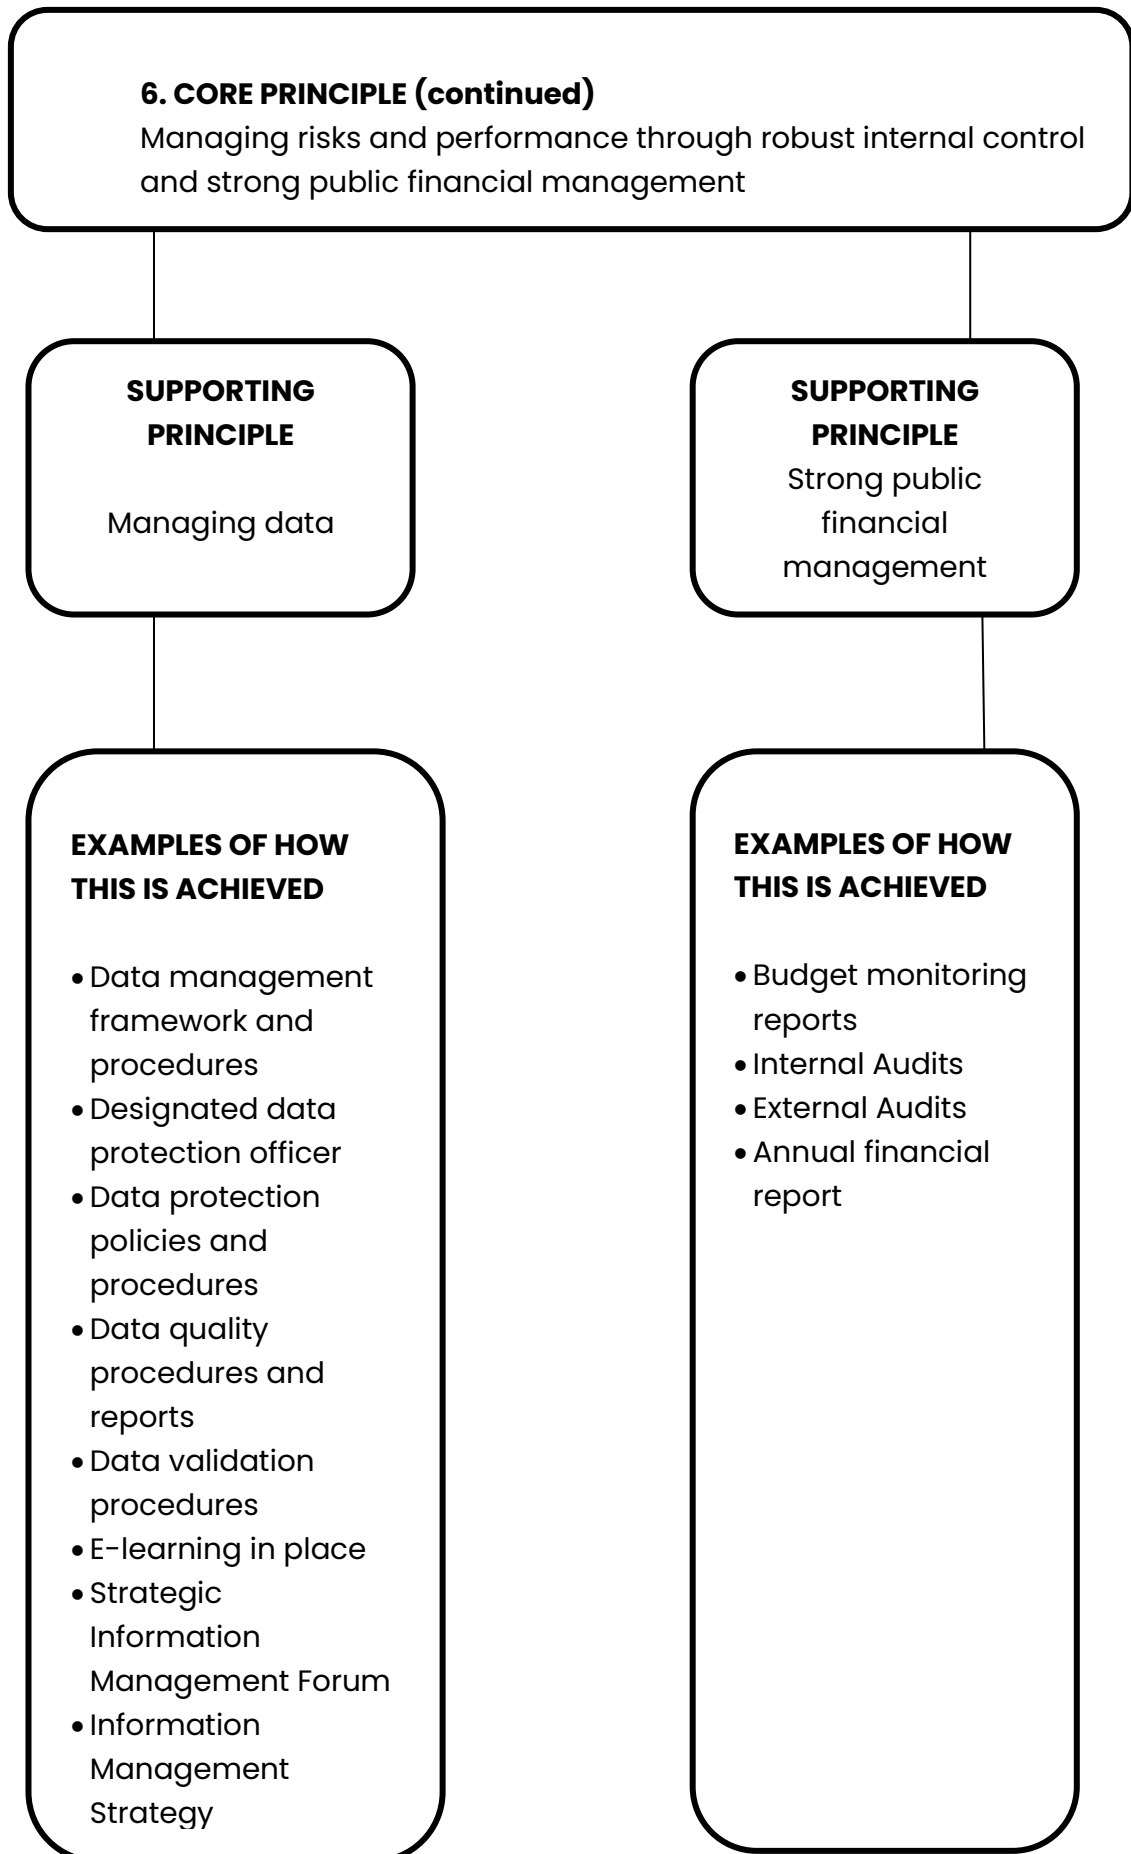 6. CORE PRINCIPLE (continued)
Managing risks and performance through robust internal control
and strong public financial management
SUPPORTING
PRINCIPLE
Managing data
SUPPORTING
PRINCIPLE
Strong public
financial
management
EXAMPLES OF HOW
THIS IS ACHIEVED
• Data management
framework and
procedures
• Designated data
protection officer
• Data protection
policies and
procedures
• Data quality
procedures and
reports
• Data validation
procedures
• E-learning in place
• Strategic
Information
Management Forum
• Information
Management
Strategy
EXAMPLES OF HOW
THIS IS ACHIEVED
• Budget monitoring
reports
• Internal Audits
• External Audits
• Annual financial
report